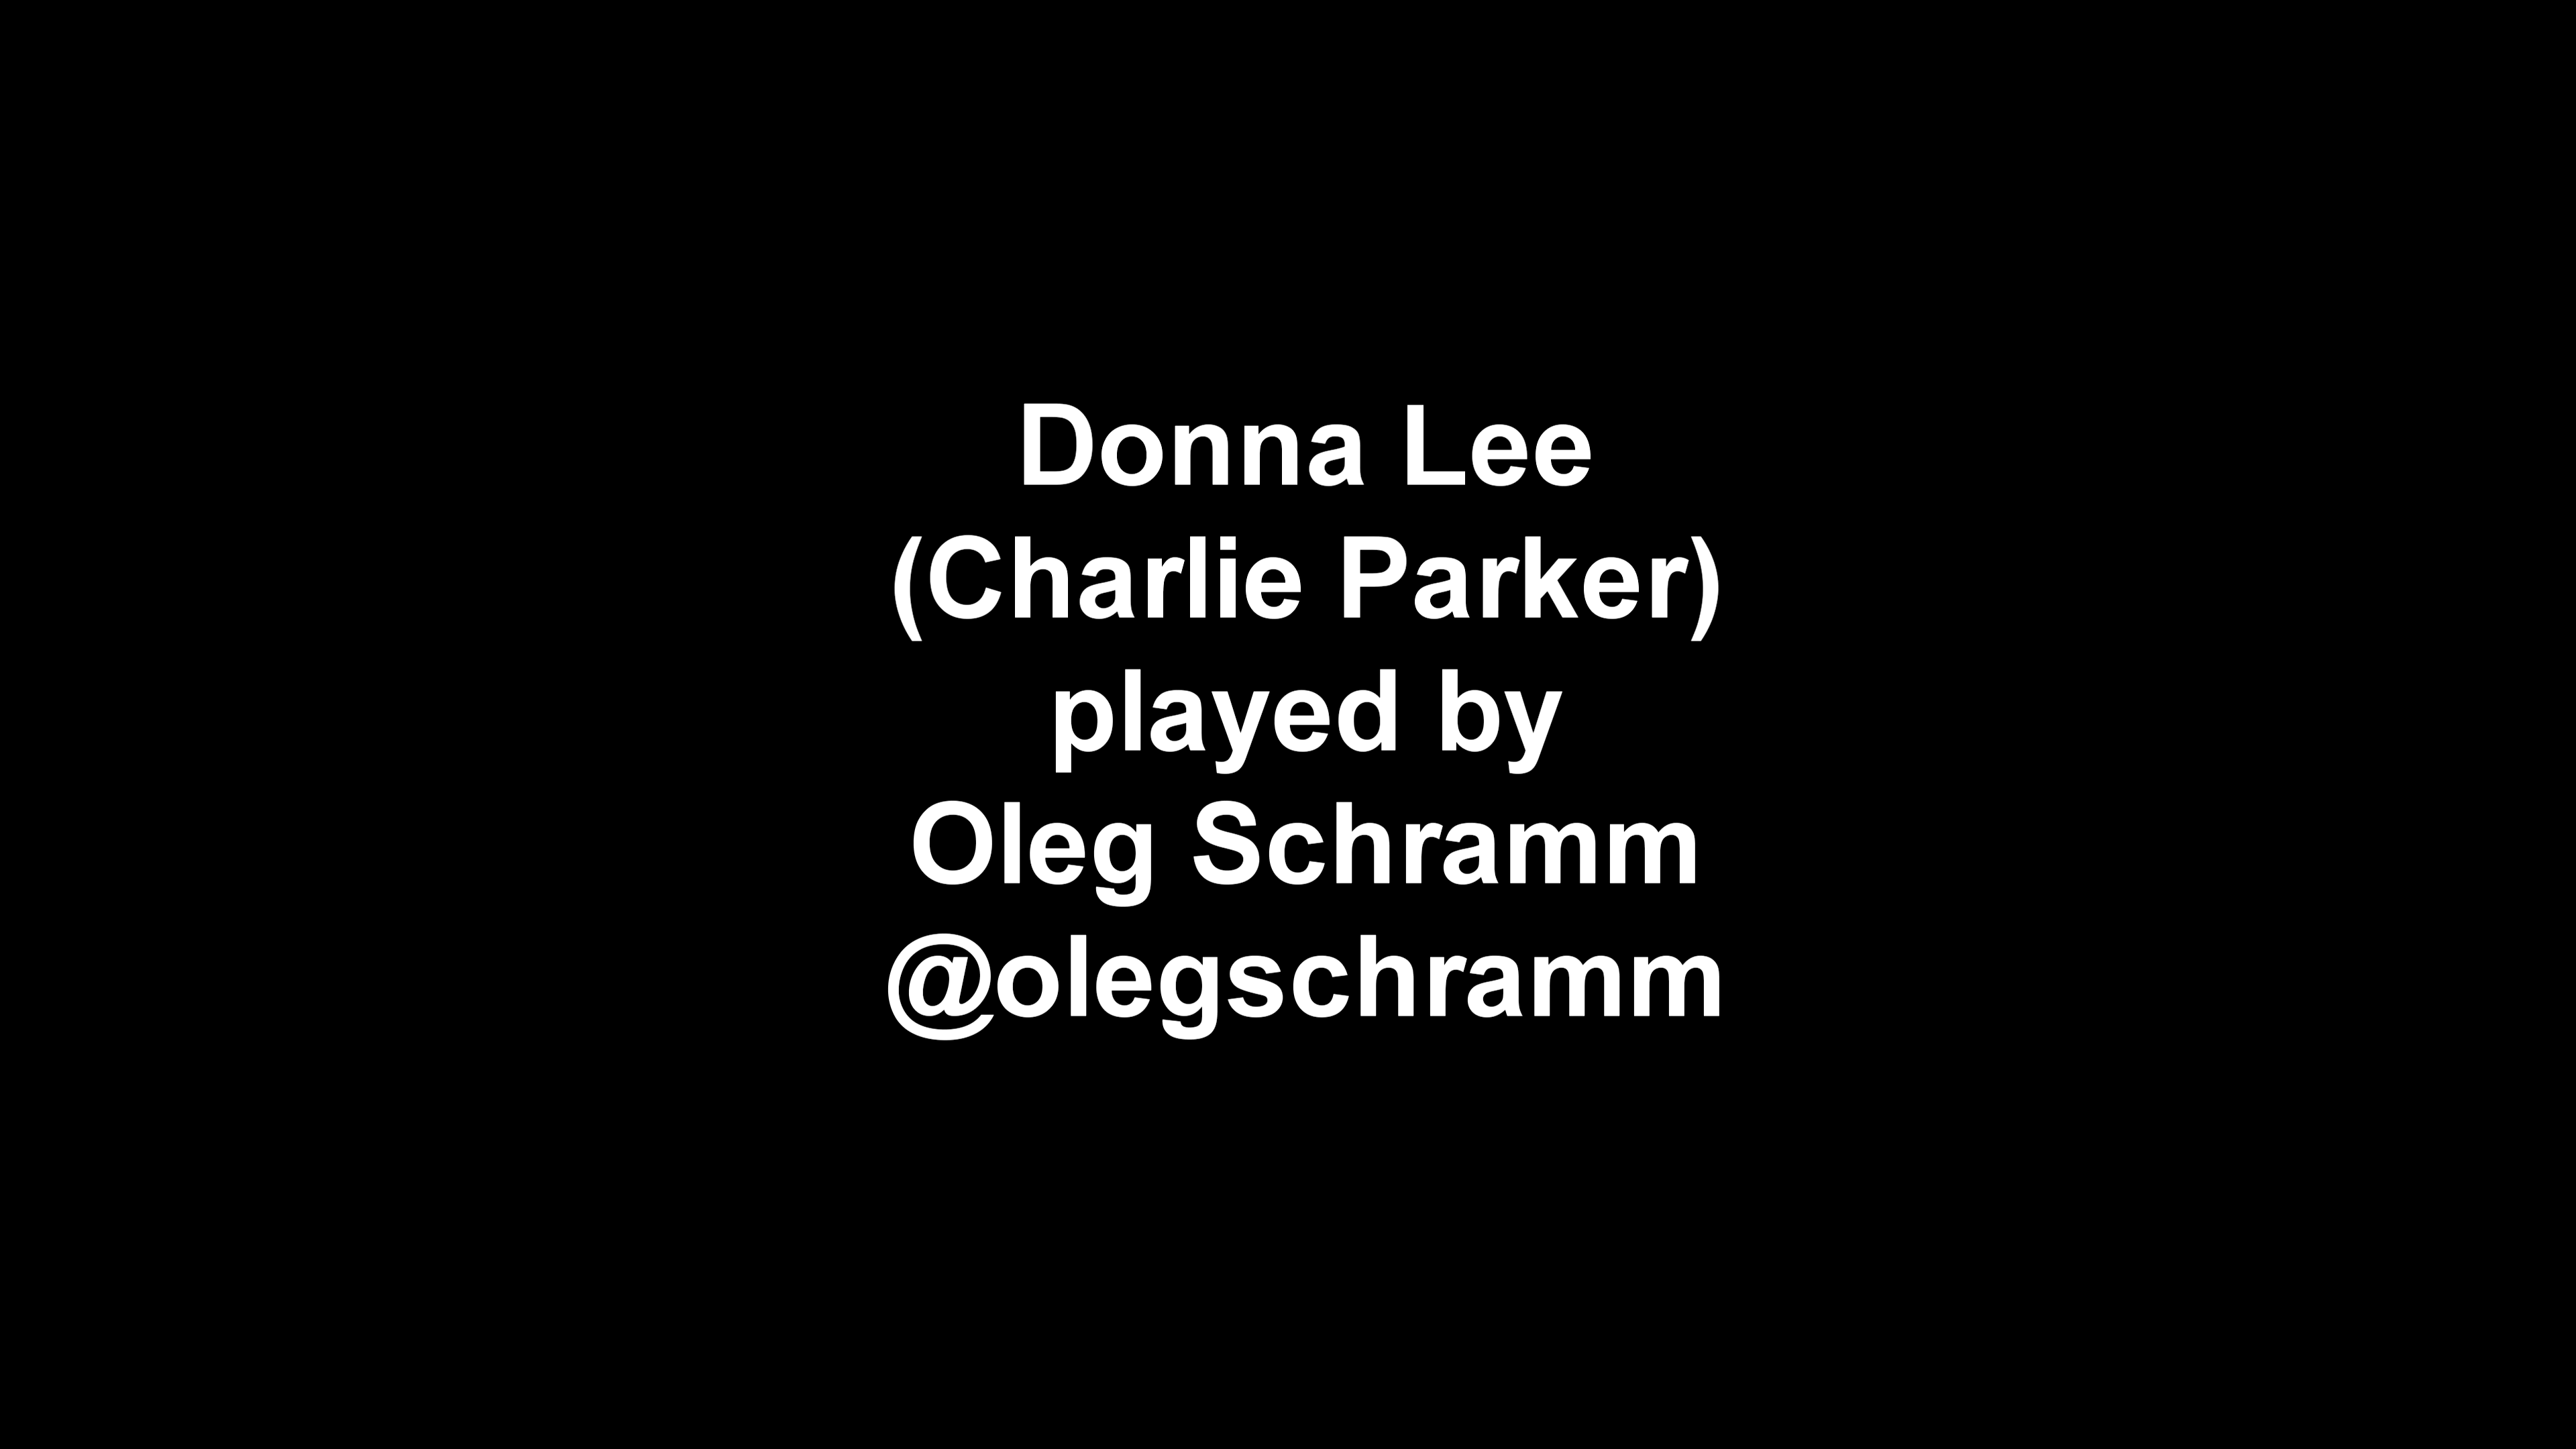 Donna Lee
(Charlie Parker)
played by
Oleg Schramm
@olegschramm